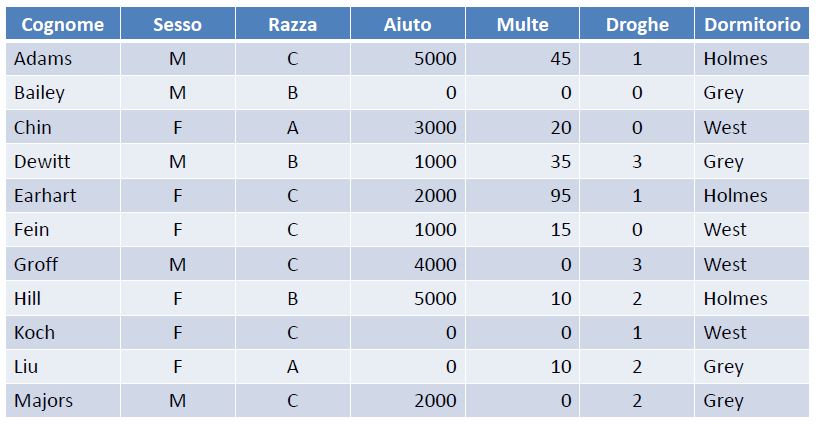 Cognome Sesso Razza Aiuto Multe Droghe Dormitorio
Adams M C 5000 45 1 Holmes
Bailey M B 0 0 0 Grey
Chin F A 3000 20 0 West
Dewitt M B 1000 35 3 Grey
Earhart F C 2000 95 1 Holmes
Fein F C 1000 15 0 West
Groff M C 4000 0 3 West
Hill F B 5000 10 2 Holmes
Koch F C 0 0 1 West
Liu F A 0 10 2 Grey
Majors M C 2000 0 2 Grey